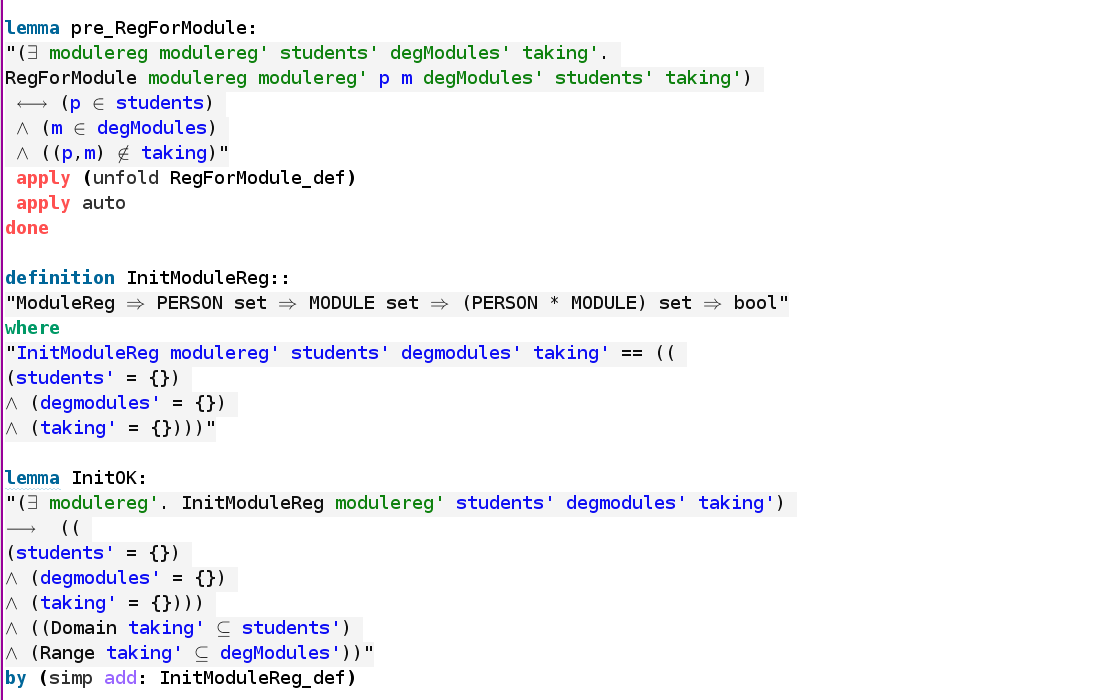 lemma pre_RegForModule:
"(∃ modulereg modulereg' students' degModules' taking'.
RegForModule modulereg modulereg' p m degModules' students' taking')
⟷ (p ∈ students)
∧ (m ∈ degModules)
∧ ((p,m) ∉ taking)"
apply (unfold RegForModule_def)
apply auto
done
definition InitModuleReg::
"ModuleReg ⇒ PERSON set ⇒ MODULE set ⇒ (PERSON * MODULE) set ⇒ bool"
where
"InitModuleReg modulereg' students' degmodules' taking' == ((
(students' = {})
∧ (degmodules' = {})
∧ (taking' = {})))"
lemma InitOK:
"(∃ modulereg'. InitModuleReg modulereg' students' degmodules' taking')
⟶ ((
(students' = {})
∧ (degmodules' = {})
∧ (taking' = {})))
∧ ((Domain taking' ⊆ students')
∧ (Range taking' ⊆ degModules'))"
by (simp add: InitModuleReg_def)